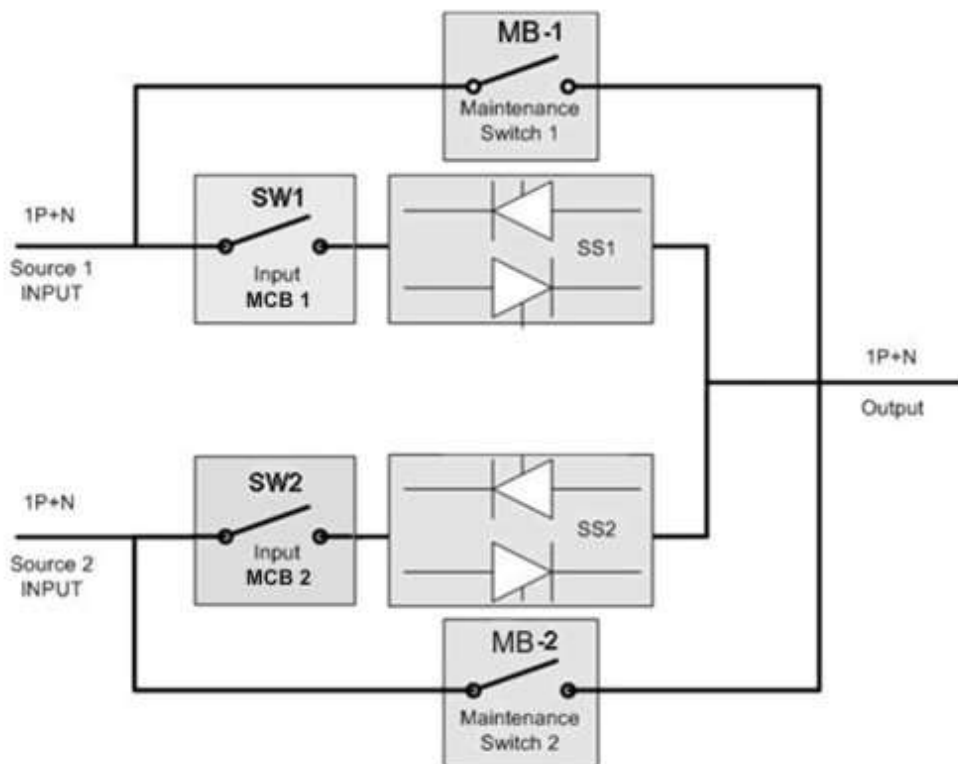 MB-1
Maintenance
Switch 1
SW1
1P+N
SS1
Input
Source 1
INPUT
MCB 1
1P+N
Output
SW2
1P+N
SS2
Input
Source 2
INPUT
MCB 2
MB-2
Maintenance
Switch 2